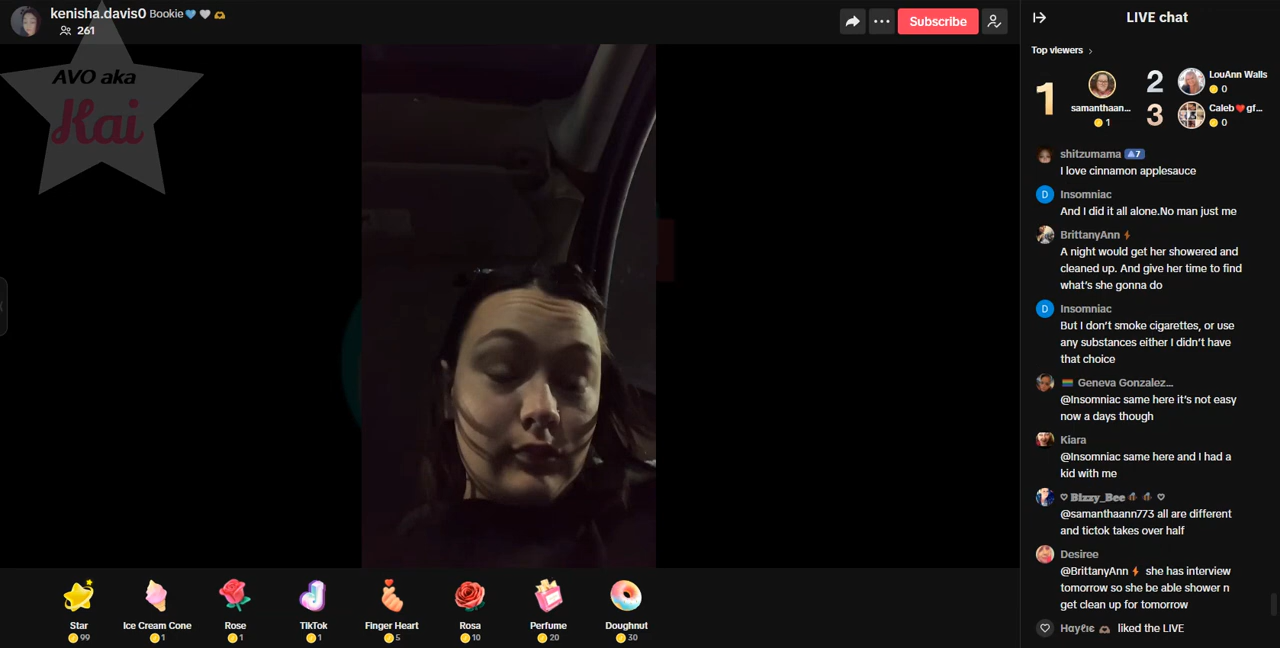 kenisha.davis0 Bookie💙🤍🫶
261
Subscribe
LIVE chat
AVO aka
Kai
Top viewers
1
samanthaan...
1
2
LouAnn Walls
0
3
Caleb❤️gf...
0
shitzumama 7
I love cinnamon applesauce
D
Insomniac
And I did it all alone.No man just me
BrittanyAnn⚡
A night would get her showered and
cleaned up. And give her time to find
what's she gonna do
D
Insomniac
But I don't smoke cigarettes, or use
any substances either I didn't have
that choice
🏳️‍🌈 Geneva Gonzalez...
@Insomniac same here it's not easy
now a days though
Kiara
@Insomniac same here and I had a
kid with me
♡ 𝔹𝕚𝕫𝕫𝕪_𝔹𝕖𝕖 🐝 🐝 ♡
@samanthaann773 all are different
and tictok takes over half
Desiree
@BrittanyAnn⚡ she has interview
tomorrow so she be able shower n
get clean up for tomorrow
Hαყℓιє 🫶 liked the LIVE
Star
99
Ice Cream Cone
1
Rose
1
TikTok
1
Finger Heart
5
Rosa
10
Perfume
20
Doughnut
30